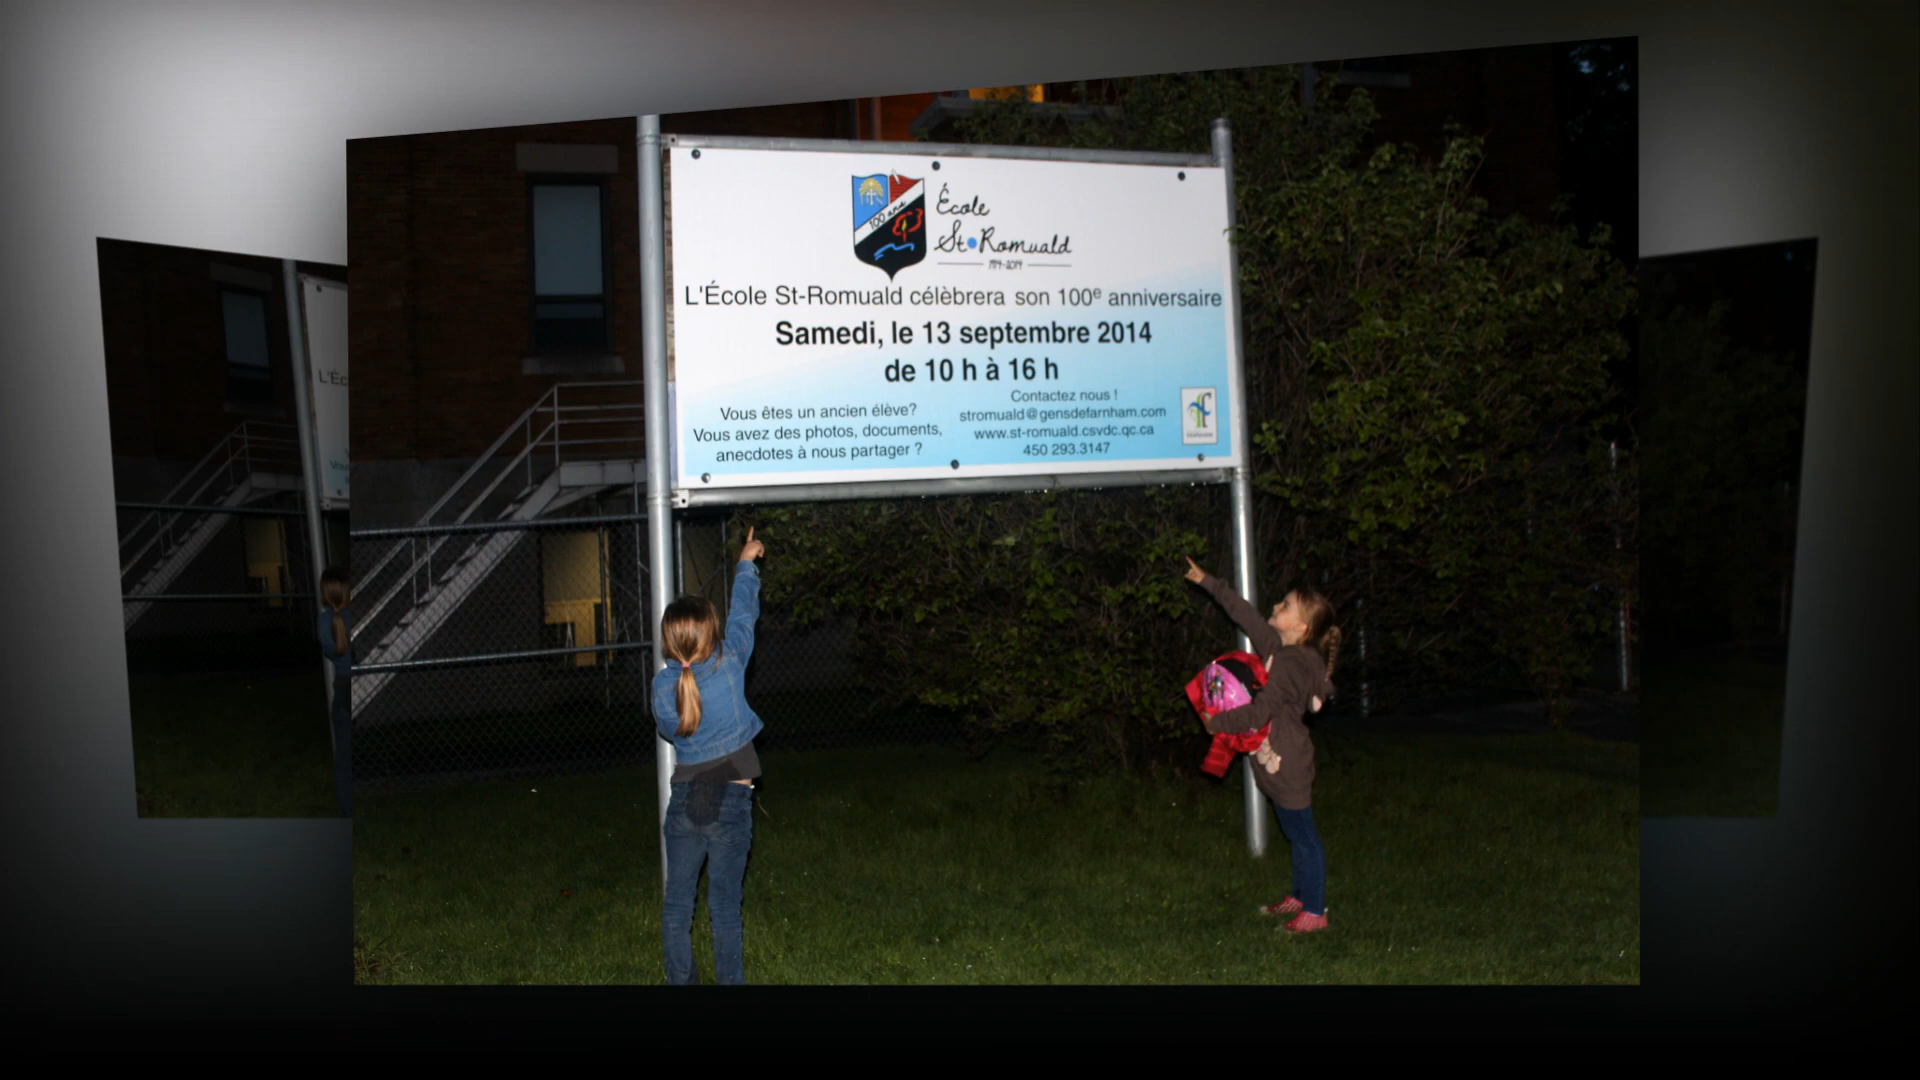 100 ans
École
St-Romuald
1914-2014
L'École St-Romuald célèbrera son 100e anniversaire
Samedi, le 13 septembre 2014
de 10 h à 16 h
Vous êtes un ancien élève?
Vous avez des photos, documents,
anecdotes à nous partager ?
Contactez nous !
stromuald@gensdefarnham.com
www.st-romuald.csvdc.qc.ca
450 293.3147
L'Éc